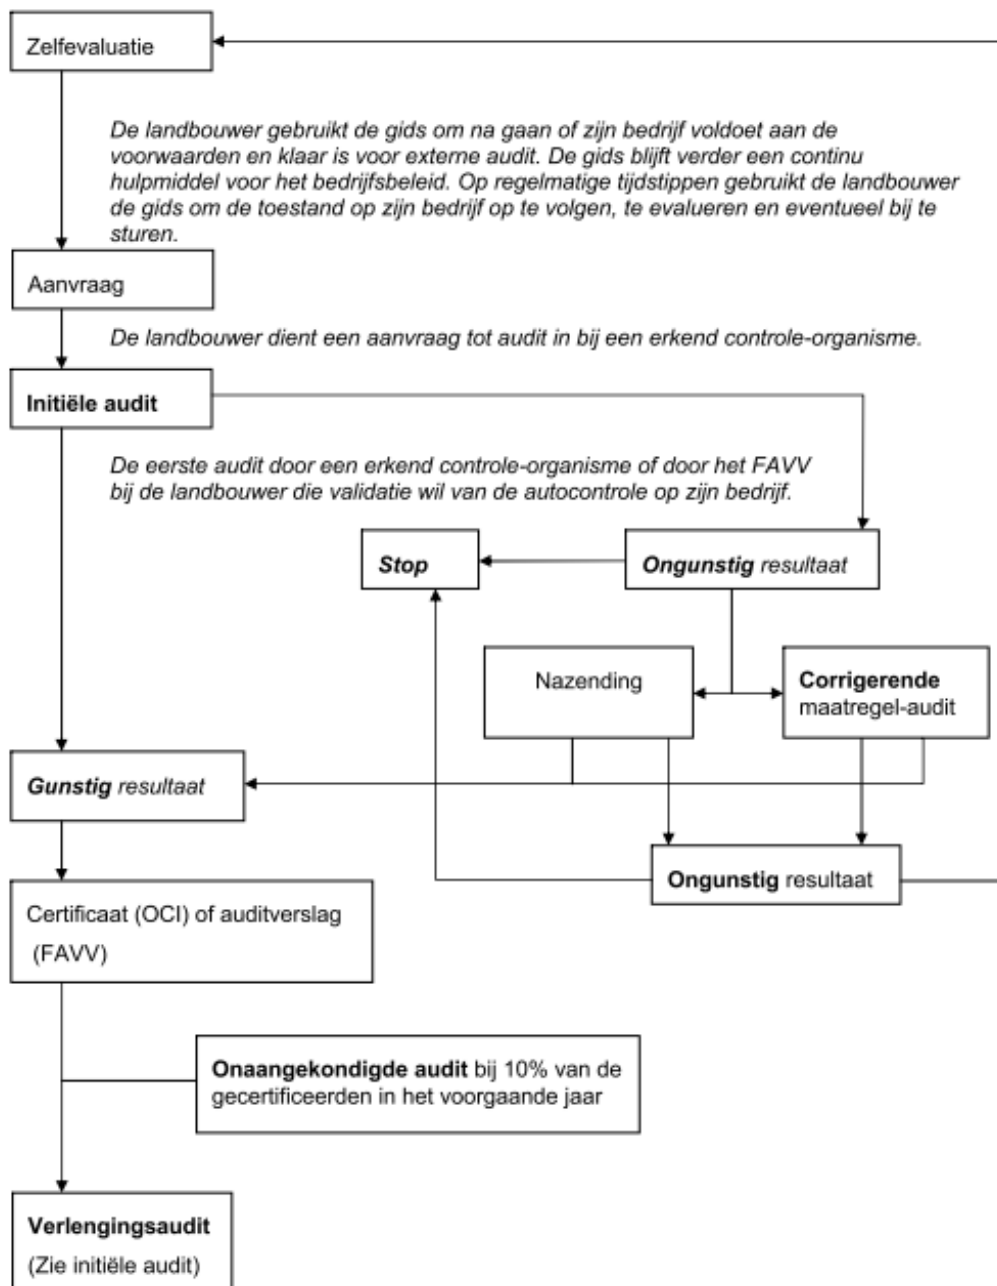 Zelfevaluatie
De landbouwer gebruikt de gids om na gaan of zijn bedrijf voldoet aan de
voorwaarden en klaar is voor externe audit. De gids blijft verder een continu
hulpmiddel voor het bedrijfsbeleid. Op regelmatige tijdstippen gebruikt de landbouwer
de gids om de toestand op zijn bedrijf op te volgen, te evalueren en eventueel bij te
sturen.
Aanvraag
De landbouwer dient een aanvraag tot audit in bij een erkend controle-organisme.
Initiële audit
De eerste audit door een erkend controle-organisme of door het FAVV
bij de landbouwer die validatie wil van de autocontrole op zijn bedrijf.
Stop
Ongunstig resultaat
Nazending
Corrigerende
maatregel-audit
Gunstig resultaat
Ongunstig resultaat
Certificaat (OCI) of auditverslag
(FAVV)
Onaangekondigde audit bij 10% van de
gecertificeerden in het voorgaande jaar
Verlengingsaudit
(Zie initiële audit)